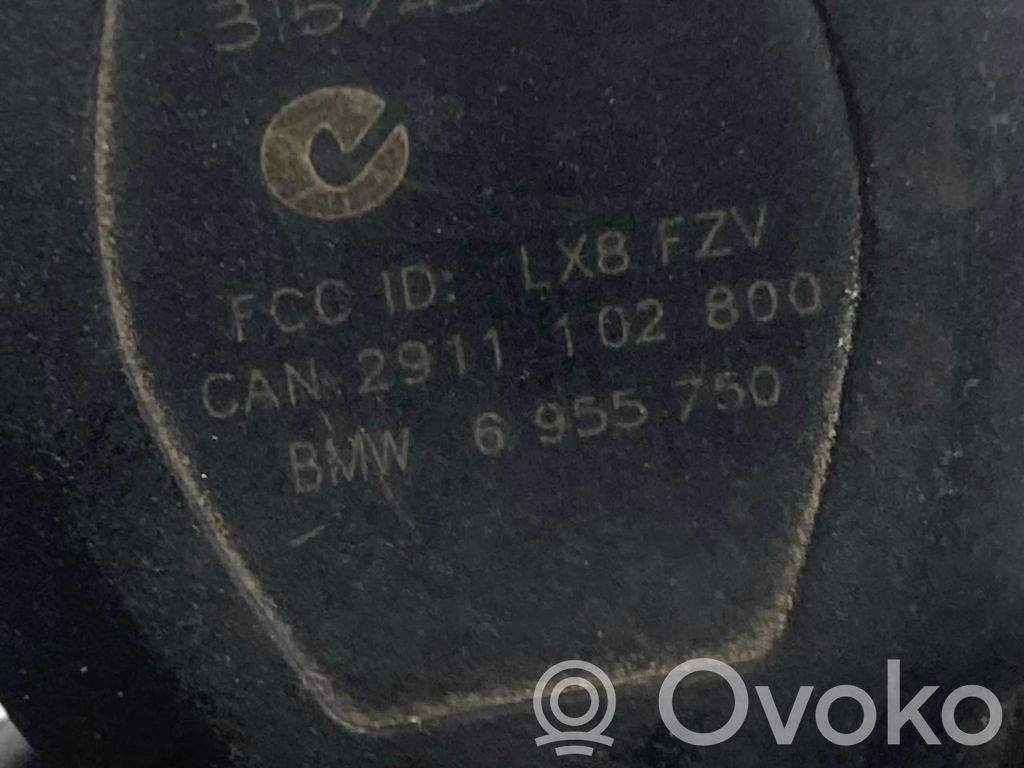 FCC ID: LX8 FZV
CAN 2911 102 800
BMW 6 955 750
Ovoko